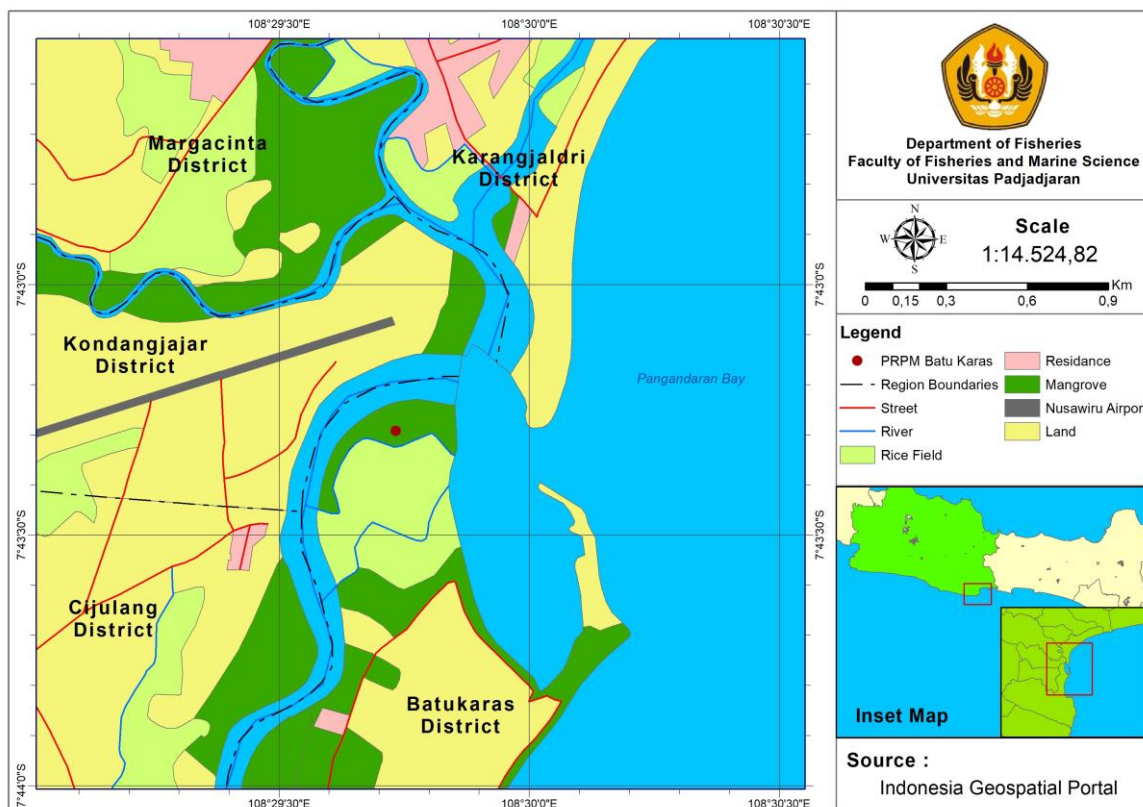 108°29'30"E
108°30'0"E
108°30'30"E
7°43'0"S
7°43'30"S
7°44'0"S
7°43'0"S
7°43'30"S
7°44'0"S
108°29'30"E
108°30'0"E
108°30'30"E
Margacinta
District
Karangjaldri
District
Kondangjajar
District
Pangandaran Bay
Cijulang
District
Batukaras
District
Department of Fisheries
Faculty of Fisheries and Marine Science
Universitas Padjadjaran
N
W
E
S
Scale
1:14.524,82
Km
0 0,15 0,3 0,6 0,9
Legend
PRPM Batu Karas
Region Boundaries
Street
River
Rice Field
Residance
Mangrove
Nusawiru Airpor
Land
Inset Map
Source :
Indonesia Geospatial Portal